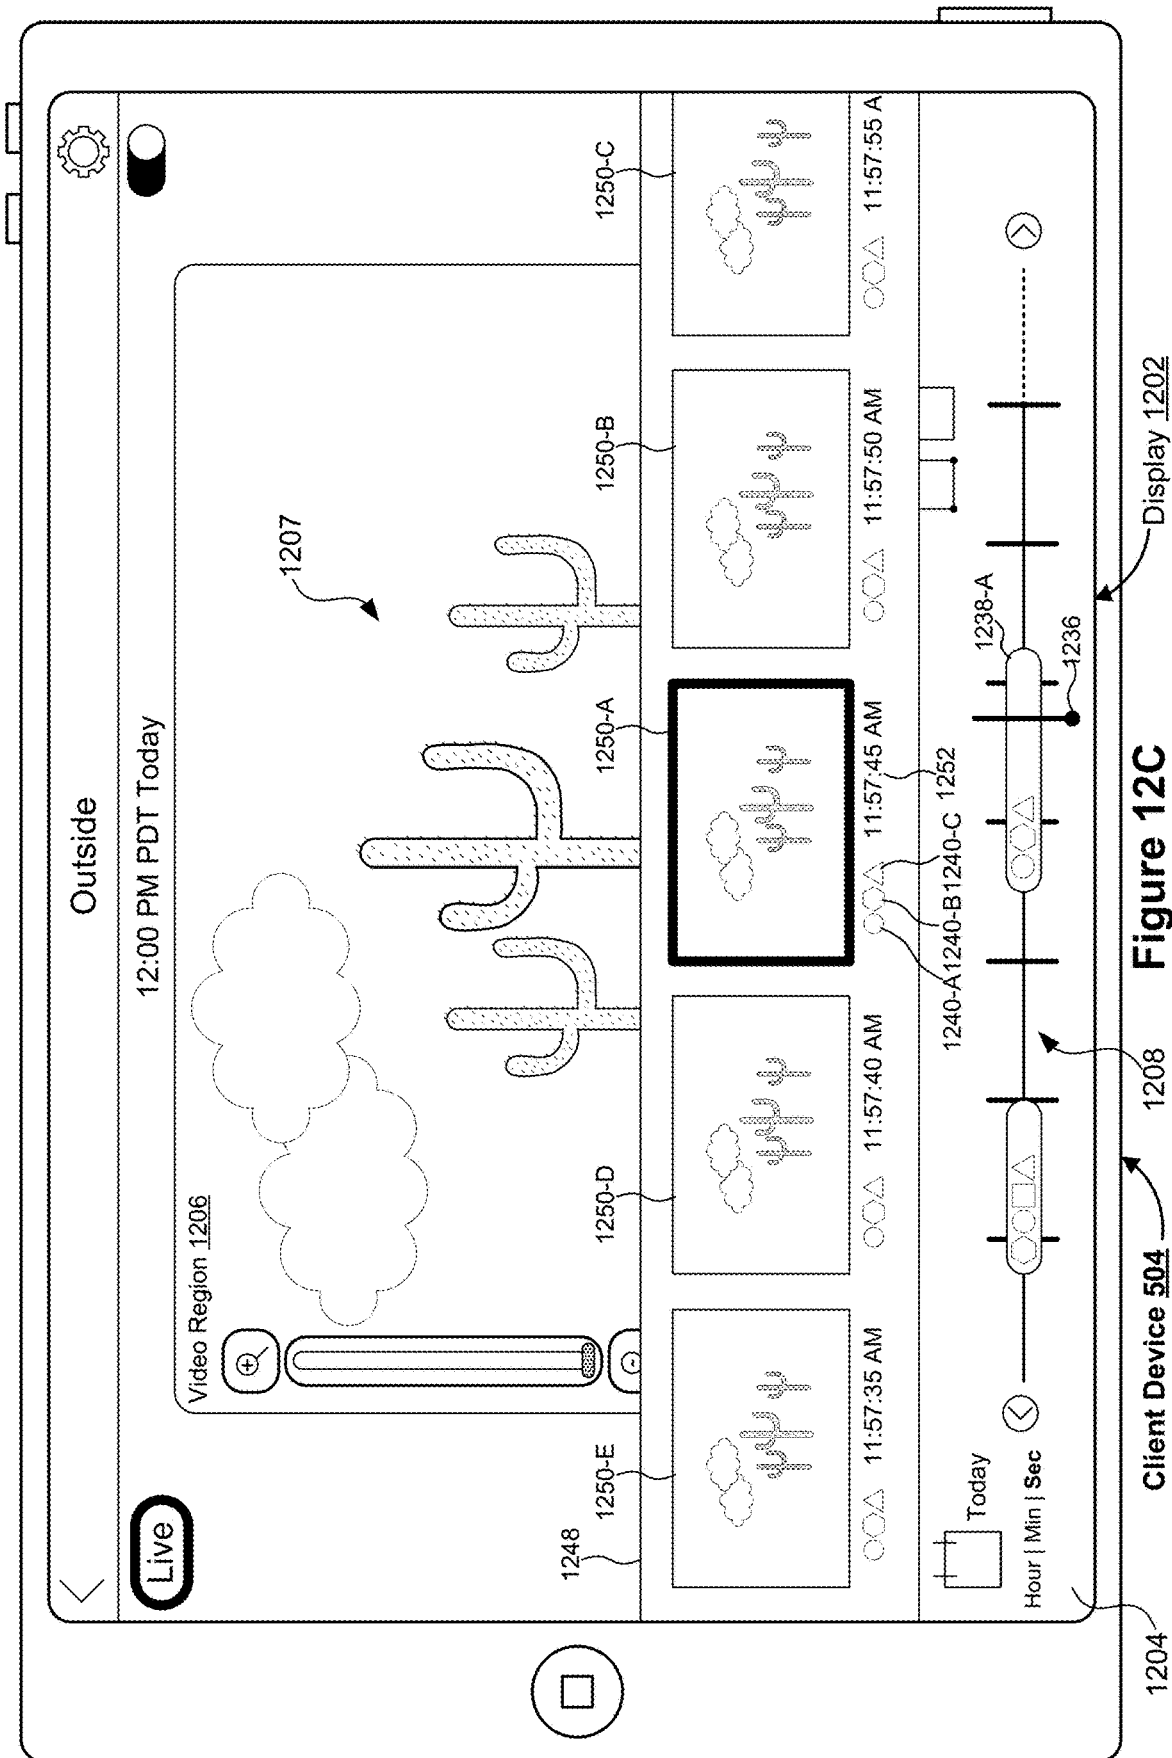 Outside
Live
12:00 PM PDT Today
Video Region 1206
1207
1248
1250-E
1250-D
1250-A
1250-B
1250-C
11:57:35 AM
11:57:40 AM
11:57:45 AM
11:57:50 AM
11:57:55 A
1240-A
1240-B
1240-C
1252
Today
Hour | Min | Sec
1238-A
1236
1204
Client Device 504
1208
Display 1202
Figure 12C